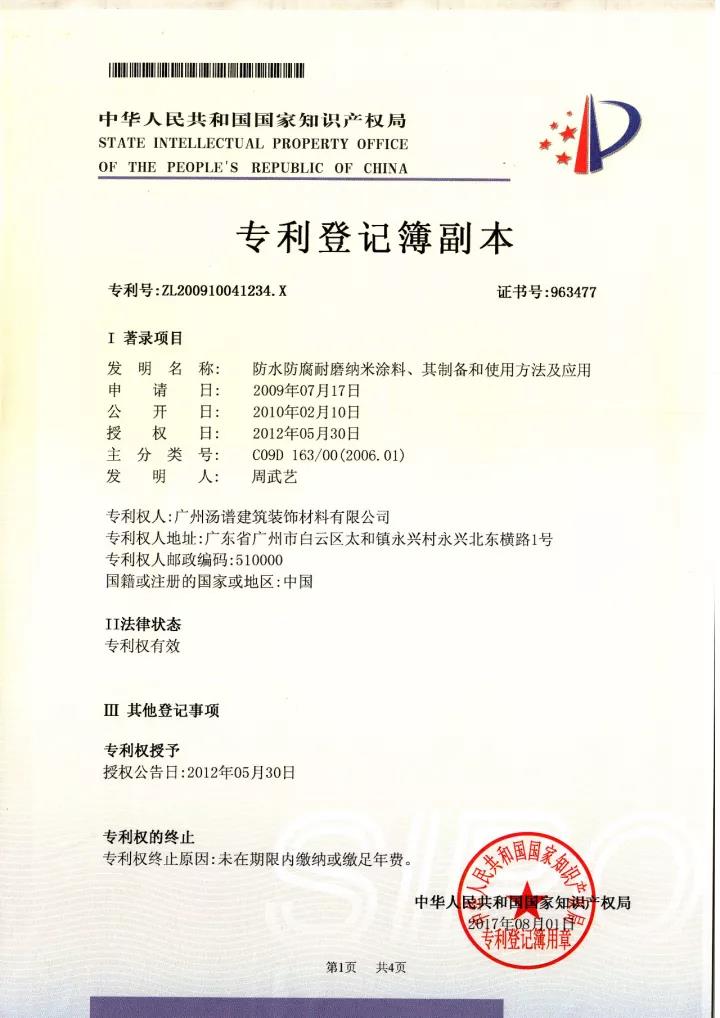 中华人民共和国国家知识产权局
STATE INTELLECTUAL PROPERTY OFFICE
OF THE PEOPLE'S REPUBLIC OF CHINA
专利登记簿副本
专利号:ZL200910041234.X 证书号:963477
I 著录项目
发明名称: 防水防腐耐磨纳米涂料、其制备和使用方法及应用
申请日: 2009年07月17日
公开日: 2010年02月10日
授权日: 2012年05月30日
主分类号: C09D 163/00(2006.01)
发明人: 周武艺
专利权人:广州汤谱建筑装饰材料有限公司
专利权人地址:广东省广州市白云区太和镇永兴村永兴北东横路1号
专利权人邮政编码:510000
国籍或注册的国家或地区:中国
II法律状态
专利权有效
III 其他登记事项
专利权授予
授权公告日:2012年05月30日
专利权的终止
专利权终止原因:未在期限内缴纳或缴足年费。
中华人民共和国国家知识产权局
中华人民共和国国家知识产权局
2017年08月01日
专利登记簿用章
第1页 共4页